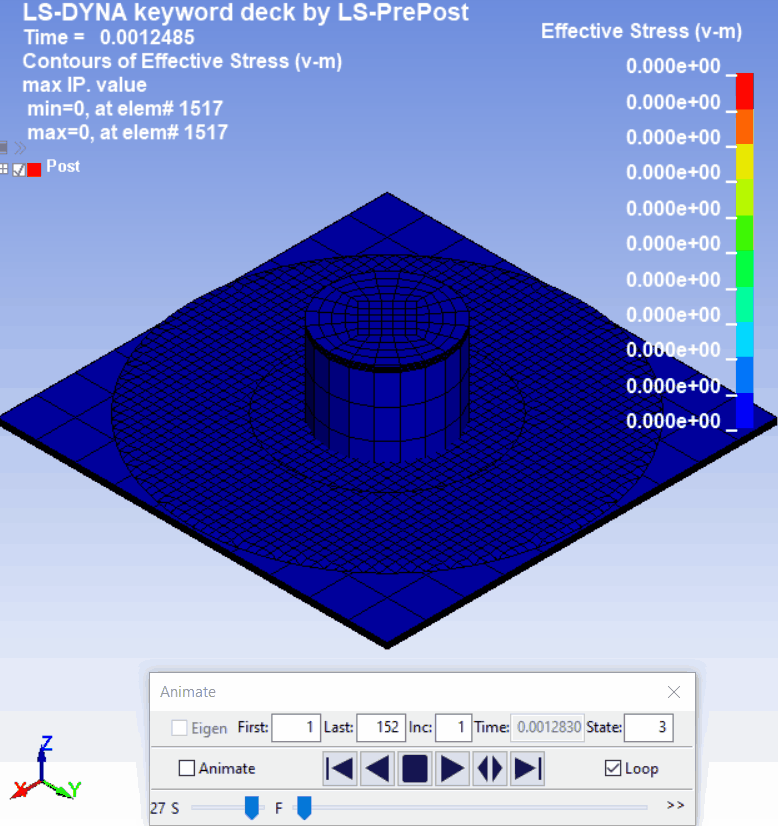 LS-DYNA keyword deck by LS-PrePost
Time =   0.0012485
Contours of Effective Stress (v-m)
max IP. value
min=0, at elem# 1517
max=0, at elem# 1517
Post
Effective Stress (v-m)
0.000e+00
0.000e+00
0.000e+00
0.000e+00
0.000e+00
0.000e+00
0.000e+00
0.000e+00
0.000e+00
0.000e+00
0.000e+00
Z
X
Y
Animate
Eigen First: 1 Last: 152 Inc: 1 Time: 0.0012830 State: 3
Animate Loop
27 S F >>